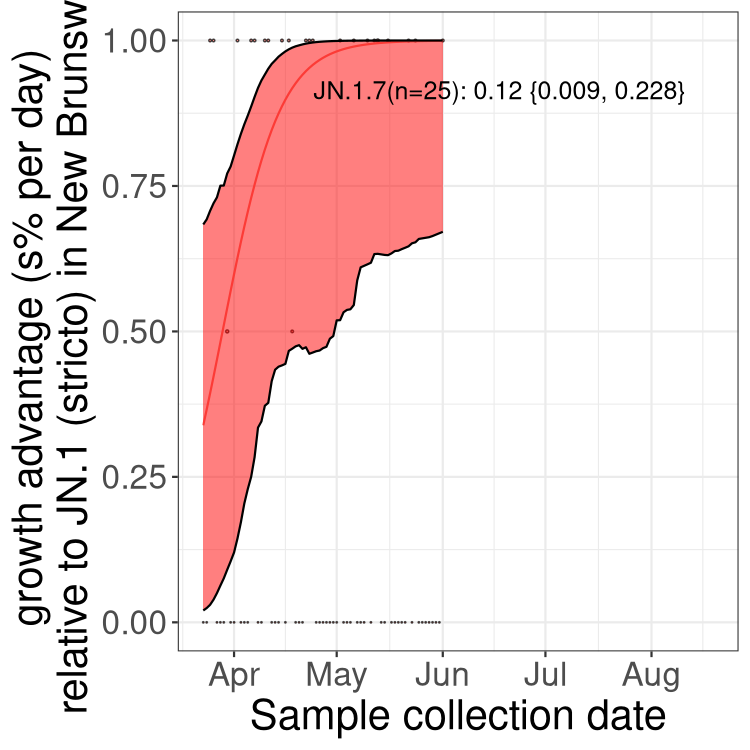 growth advantage (s% per day)
relative to JN.1 (stricto) in New Brunsw
1.00
0.75
0.50
0.25
0.00
JN.1.7(n=25): 0.12 {0.009, 0.228}
Apr May Jun Jul Aug
Sample collection date